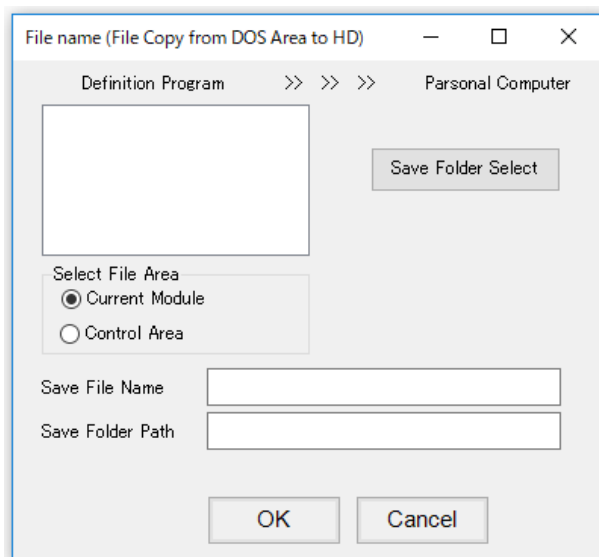 File name (File Copy from DOS Area to HD)
Definition Program >> >> >> Parsonal Computer
Save Folder Select
Select File Area
Current Module
Control Area
Save File Name
Save Folder Path
OK Cancel